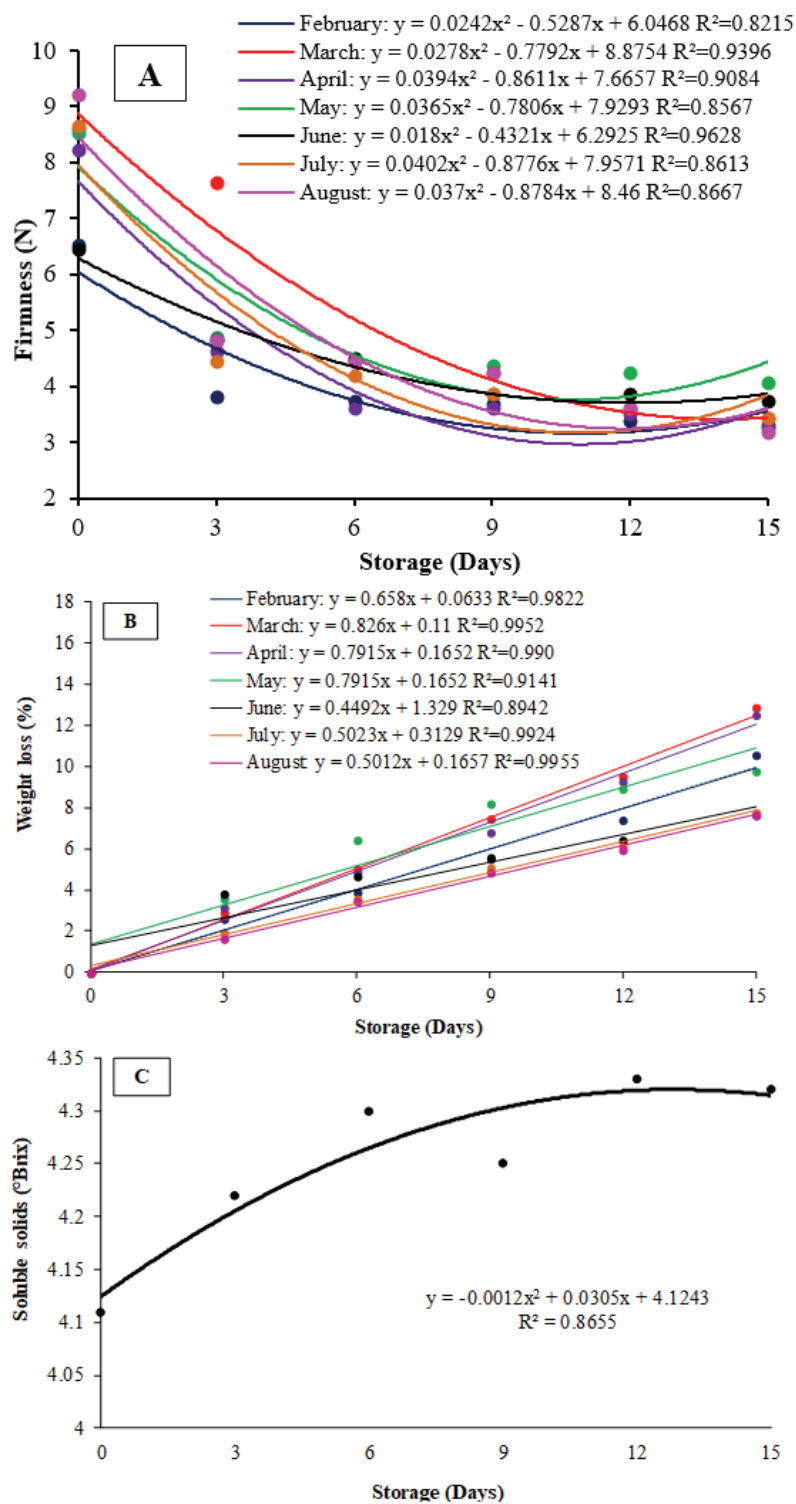 February: y = 0.0242x² - 0.5287x + 6.0468 R²=0.8215
March: y = 0.0278x² - 0.7792x + 8.8754 R²=0.9396
April: y = 0.0394x² - 0.8611x + 7.6657 R²=0.9084
May: y = 0.0365x² - 0.7806x + 7.9293 R²=0.8567
June: y = 0.018x² - 0.4321x + 6.2925 R²=0.9628
July: y = 0.0402x² - 0.8776x + 7.9571 R²=0.8613
August: y = 0.037x² - 0.8784x + 8.46 R²=0.8667
A
Firmness (N)
10
9
8
7
6
5
4
3
2
0 3 6 9 12 15
Storage (Days)
B
February: y = 0.658x + 0.0633 R²=0.9822
March: y = 0.826x + 0.11 R²=0.9952
April: y = 0.7915x + 0.1652 R²=0.990
May: y = 0.7915x + 0.1652 R²=0.9141
June: y = 0.4492x + 1.329 R²=0.8942
July: y = 0.5023x + 0.3129 R²=0.9924
August y = 0.5012x + 0.1657 R²=0.9955
Weight loss (%)
18
16
14
12
10
8
6
4
2
0
0 3 6 9 12 15
Storage (Days)
C
Soluble solids (°Brix)
4.35
4.3
4.25
4.2
4.15
4.1
4.05
4
y = -0.0012x² + 0.0305x + 4.1243
R² = 0.8655
0 3 6 9 12 15
Storage (Days)